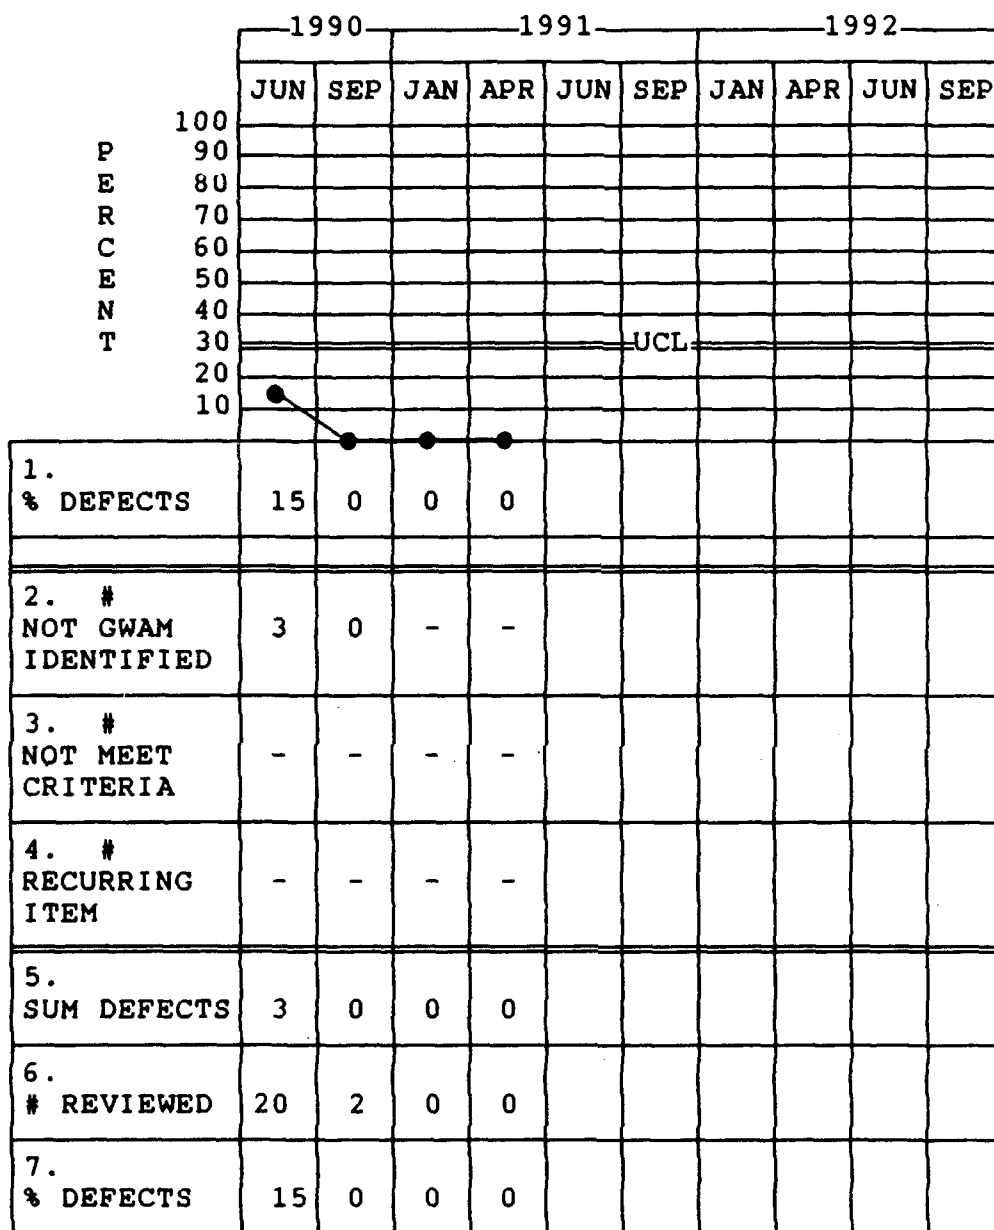 1990 1991 1992
JUN SEP JAN APR JUN SEP JAN APR JUN SEP
100
P 90
E 80
R 70
C 60
E 50
N 40
T 30 UCL
20
10
1.
% DEFECTS 15 0 0 0
2. #
NOT GWAM 3 0 - -
IDENTIFIED
3. #
NOT MEET - - - -
CRITERIA
4. #
RECURRING - - - -
ITEM
5.
SUM DEFECTS 3 0 0 0
6.
# REVIEWED 20 2 0 0
7.
% DEFECTS 15 0 0 0